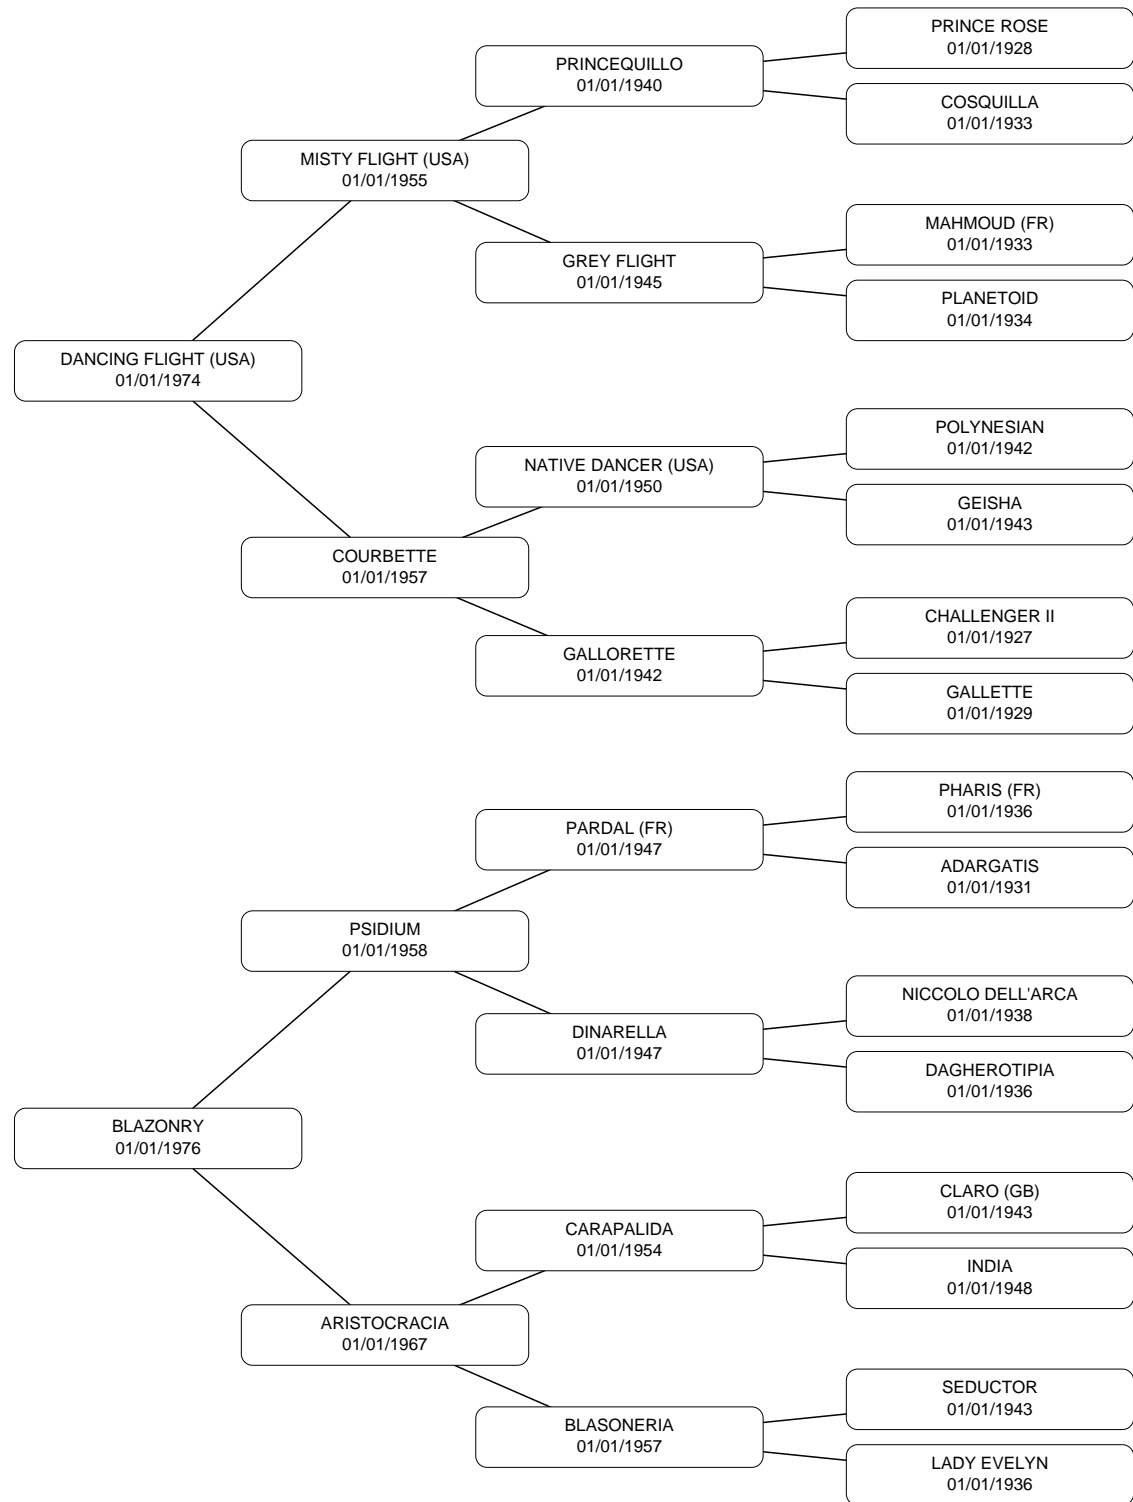 PRINCE ROSE
01/01/1928
PRINCEQUILLO
01/01/1940
COSQUILLA
01/01/1933
MISTY FLIGHT (USA)
01/01/1955
MAHMOUD (FR)
01/01/1933
GREY FLIGHT
01/01/1945
PLANETOID
01/01/1934
DANCING FLIGHT (USA)
01/01/1974
POLYNESIAN
01/01/1942
NATIVE DANCER (USA)
01/01/1950
GEISHA
01/01/1943
COURBETTE
01/01/1957
CHALLENGER II
01/01/1927
GALLORETTE
01/01/1942
GALLETTE
01/01/1929
PHARIS (FR)
01/01/1936
PARDAL (FR)
01/01/1947
ADARGATIS
01/01/1931
PSIDIUM
01/01/1958
NICCOLO DELL'ARCA
01/01/1938
DINARELLA
01/01/1947
DAGHEROTIPIA
01/01/1936
BLAZONRY
01/01/1976
CLARO (GB)
01/01/1943
CARAPALIDA
01/01/1954
INDIA
01/01/1948
ARISTOCRACIA
01/01/1967
SEDUCTOR
01/01/1943
BLASONERIA
01/01/1957
LADY EVELYN
01/01/1936